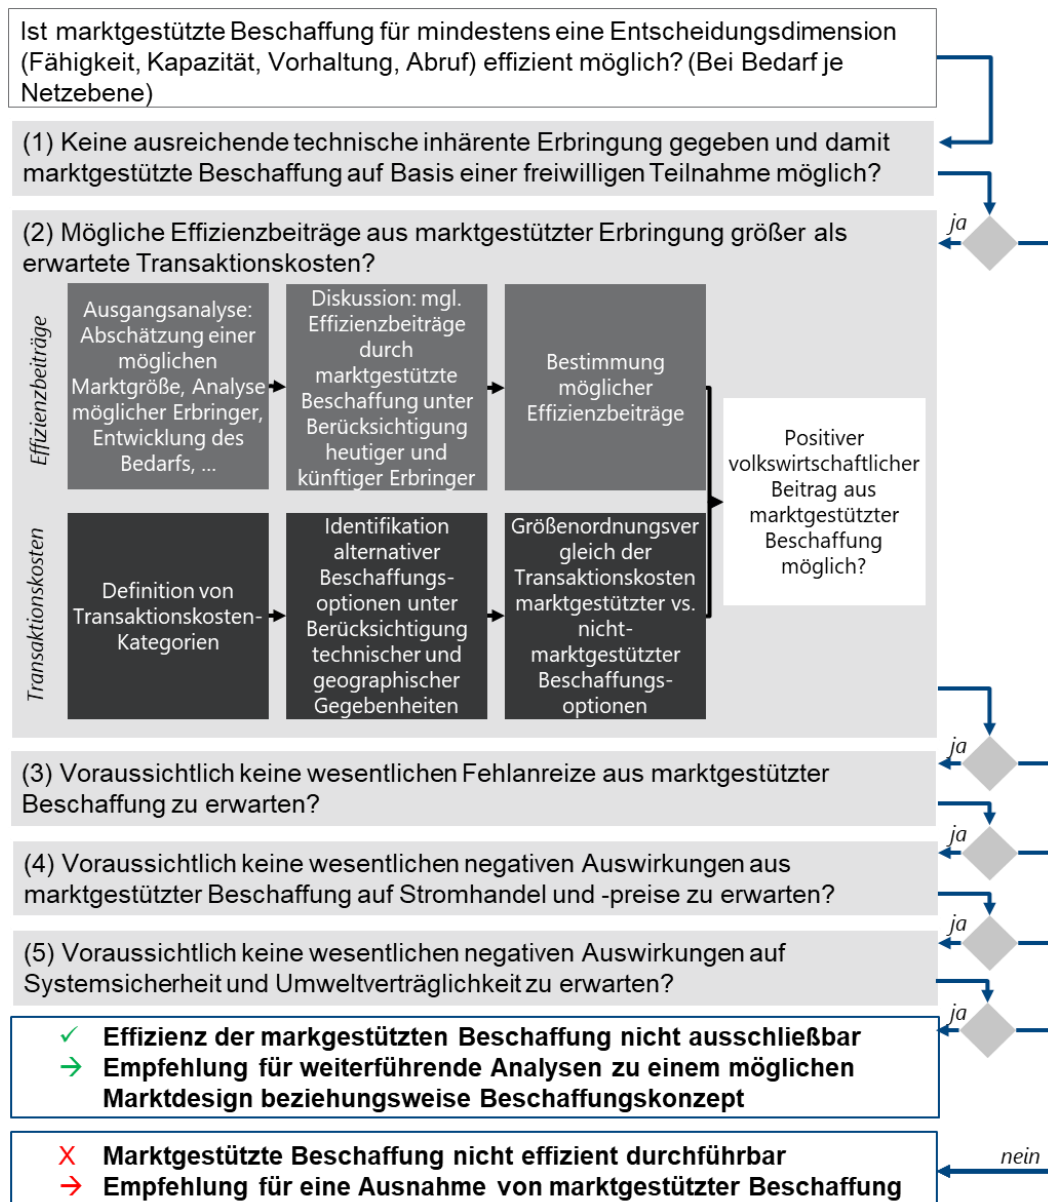 Ist marktgestützte Beschaffung für mindestens eine Entscheidungsdimension
(Fähigkeit, Kapazität, Vorhaltung, Abruf) effizient möglich? (Bei Bedarf je
Netzebene)
(1) Keine ausreichende technische inhärente Erbringung gegeben und damit
marktgestützte Beschaffung auf Basis einer freiwilligen Teilnahme möglich?
ja
(2) Mögliche Effizienzbeiträge aus marktgestützter Erbringung größer als
erwartete Transaktionskosten?
Effizienzbeiträge
Ausgangsanalyse:
Abschätzung einer
möglichen
Marktgröße, Analyse
möglicher Erbringer,
Entwicklung des
Bedarfs, ...
Diskussion: mgl.
Effizienzbeiträge
durch
marktgestützte
Beschaffung unter
Berücksichtigung
heutiger und
künftiger Erbringer
Bestimmung
möglicher
Effizienzbeiträge
Transaktionskosten
Definition von
Transaktionskosten-
Kategorien
Identifikation
alternativer
Beschaffungs-
optionen unter
Berücksichtigung
technischer und
geographischer
Gegebenheiten
Größenordnungsver
gleich der
Transaktionskosten
marktgestützter vs.
nicht-
marktgestützter
Beschaffungs-
optionen
Positiver
volkswirtschaftlicher
Beitrag aus
marktgestützter
Beschaffung
möglich?
ja
(3) Voraussichtlich keine wesentlichen Fehlanreize aus marktgestützter
Beschaffung zu erwarten?
ja
(4) Voraussichtlich keine wesentlichen negativen Auswirkungen aus
marktgestützter Beschaffung auf Stromhandel und -preise zu erwarten?
ja
(5) Voraussichtlich keine wesentlichen negativen Auswirkungen auf
Systemsicherheit und Umweltverträglichkeit zu erwarten?
ja
✓ Effizienz der markgestützten Beschaffung nicht ausschließbar
→ Empfehlung für weiterführende Analysen zu einem möglichen
Marktdesign beziehungsweise Beschaffungskonzept
X Marktgestützte Beschaffung nicht effizient durchführbar
→ Empfehlung für eine Ausnahme von marktgestützter Beschaffung
nein